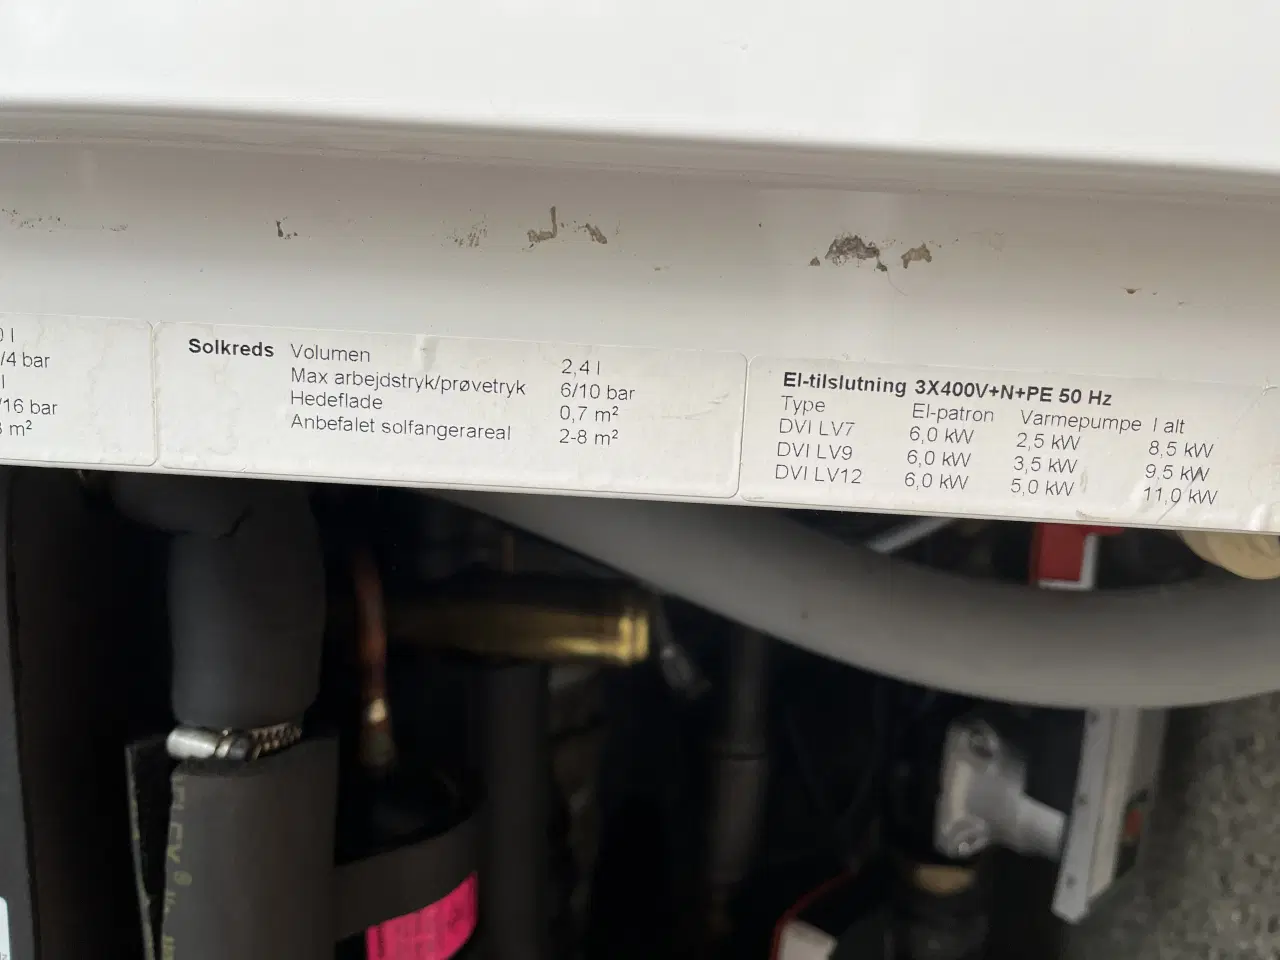 0 l
/4 bar
l
/16 bar
m²
Solkreds Volumen 2,4 l
Max arbejdstryk/prøvetryk 6/10 bar
Hedeflade 0,7 m²
Anbefalet solfangerareal 2-8 m²
El-tilslutning 3X400V+N+PE 50 Hz
Type El-patron Varmepumpe I alt
DVI LV7 6,0 kW 2,5 kW 8,5 kW
DVI LV9 6,0 kW 3,5 kW 9,5 kW
DVI LV12 6,0 kW 5,0 kW 11,0 kW